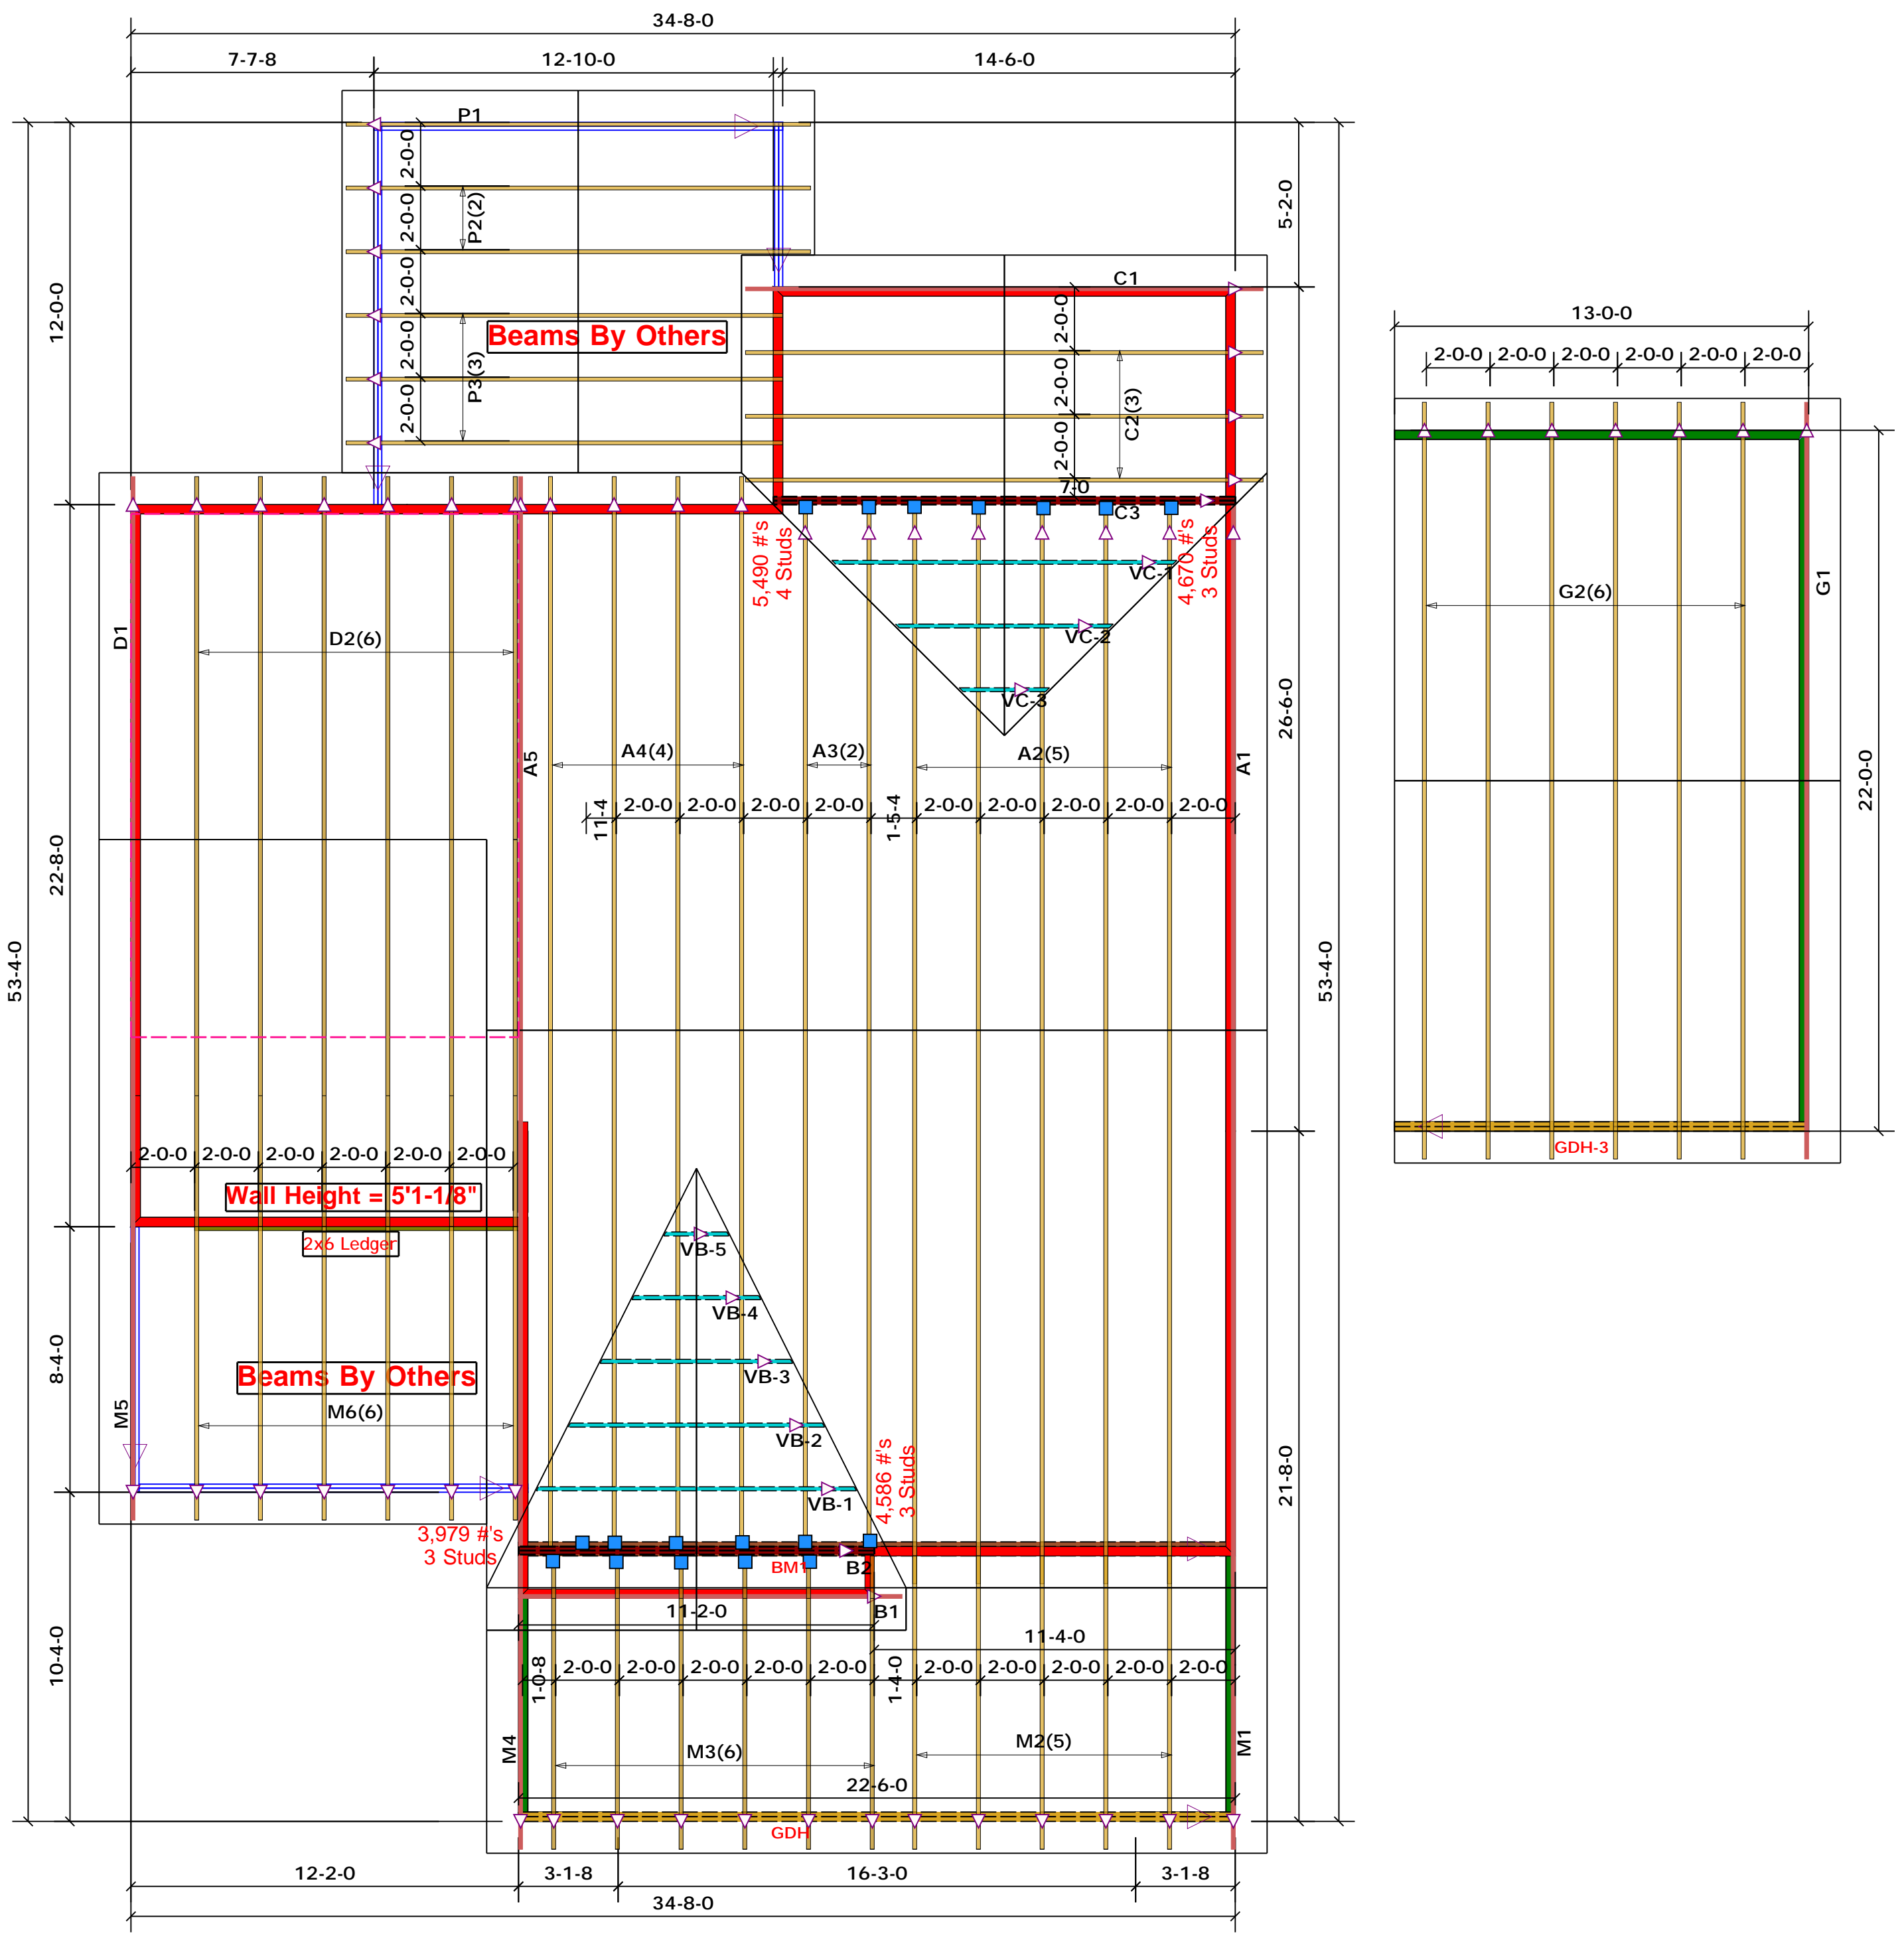 34-8-0
7-7-8
12-10-0
14-6-0
P1
2-0-0
2-0-0
2-0-0
2-0-0
2-0-0
P2(2)
P3(3)
Beams By Others
12-0-0
5-2-0
C1
2-0-0
2-0-0
2-0-0
C2(3)
7-0
C3
13-0-0
2-0-0
2-0-0
2-0-0
2-0-0
2-0-0
2-0-0
5,490 #'s
4 Studs
4,670 #'s
3 Studs
VC-1
VC-2
VC-3
D1
D2(6)
A5
A4(4)
A3(2)
A2(5)
A1
11-4
2-0-0
2-0-0
2-0-0
2-0-0
1-5-4
2-0-0
2-0-0
2-0-0
2-0-0
2-0-0
26-6-0
G2(6)
G1
22-0-0
GDH-3
22-8-0
53-4-0
53-4-0
2-0-0
2-0-0
2-0-0
2-0-0
2-0-0
2-0-0
Wall Height = 5'1-1/8"
2x6 Ledger
VB-5
VB-4
VB-3
VB-2
VB-1
8-4-0
Beams By Others
M5
M6(6)
21-8-0
4,586 #'s
3 Studs
3,979 #'s
3 Studs
BM1
B2
B1
11-2-0
11-4-0
10-4-0
1-0-8
2-0-0
2-0-0
2-0-0
2-0-0
2-0-0
1-4-0
2-0-0
2-0-0
2-0-0
2-0-0
2-0-0
M4
M3(6)
M2(5)
M1
22-6-0
GDH
12-2-0
3-1-8
16-3-0
3-1-8
34-8-0